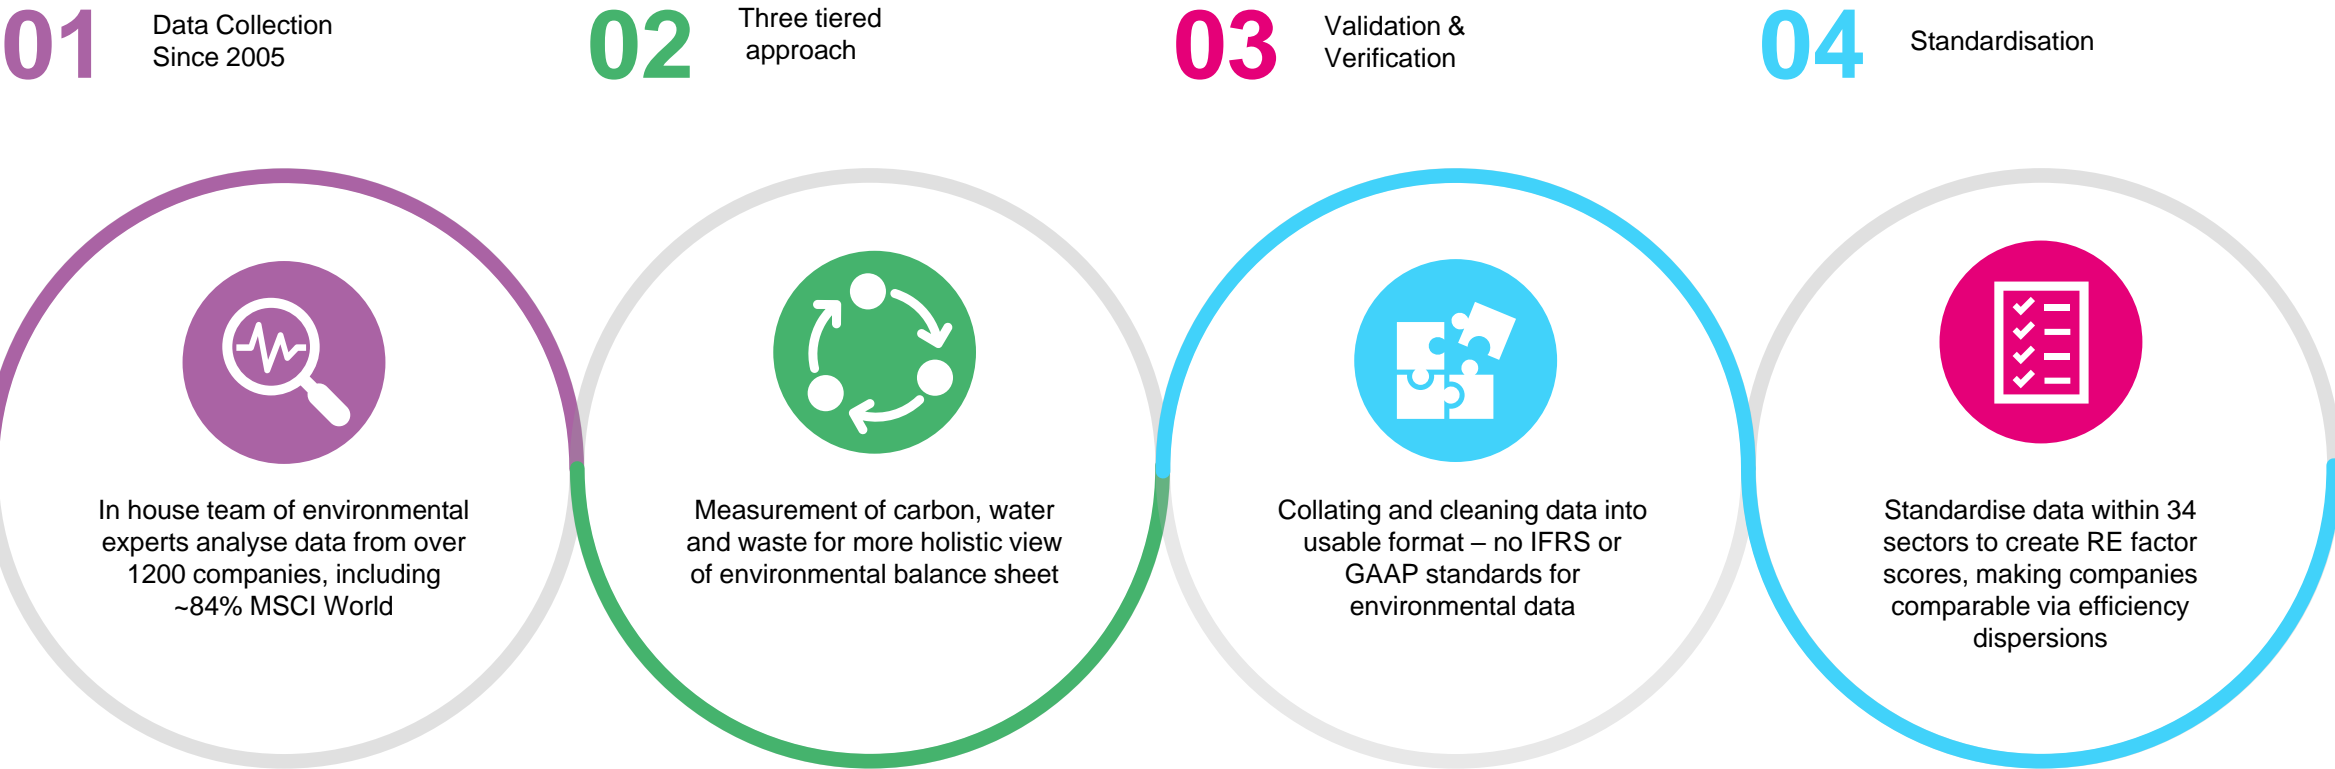 01
Data Collection
Since 2005
02
Three tiered
approach
03
Validation &
Verification
04
Standardisation
In house team of environmental
experts analyse data from over
1200 companies, including
~84% MSCI World
Measurement of carbon, water
and waste for more holistic view
of environmental balance sheet
Collating and cleaning data into
usable format – no IFRS or
GAAP standards for
environmental data
Standardise data within 34
sectors to create RE factor
scores, making companies
comparable via efficiency
dispersions